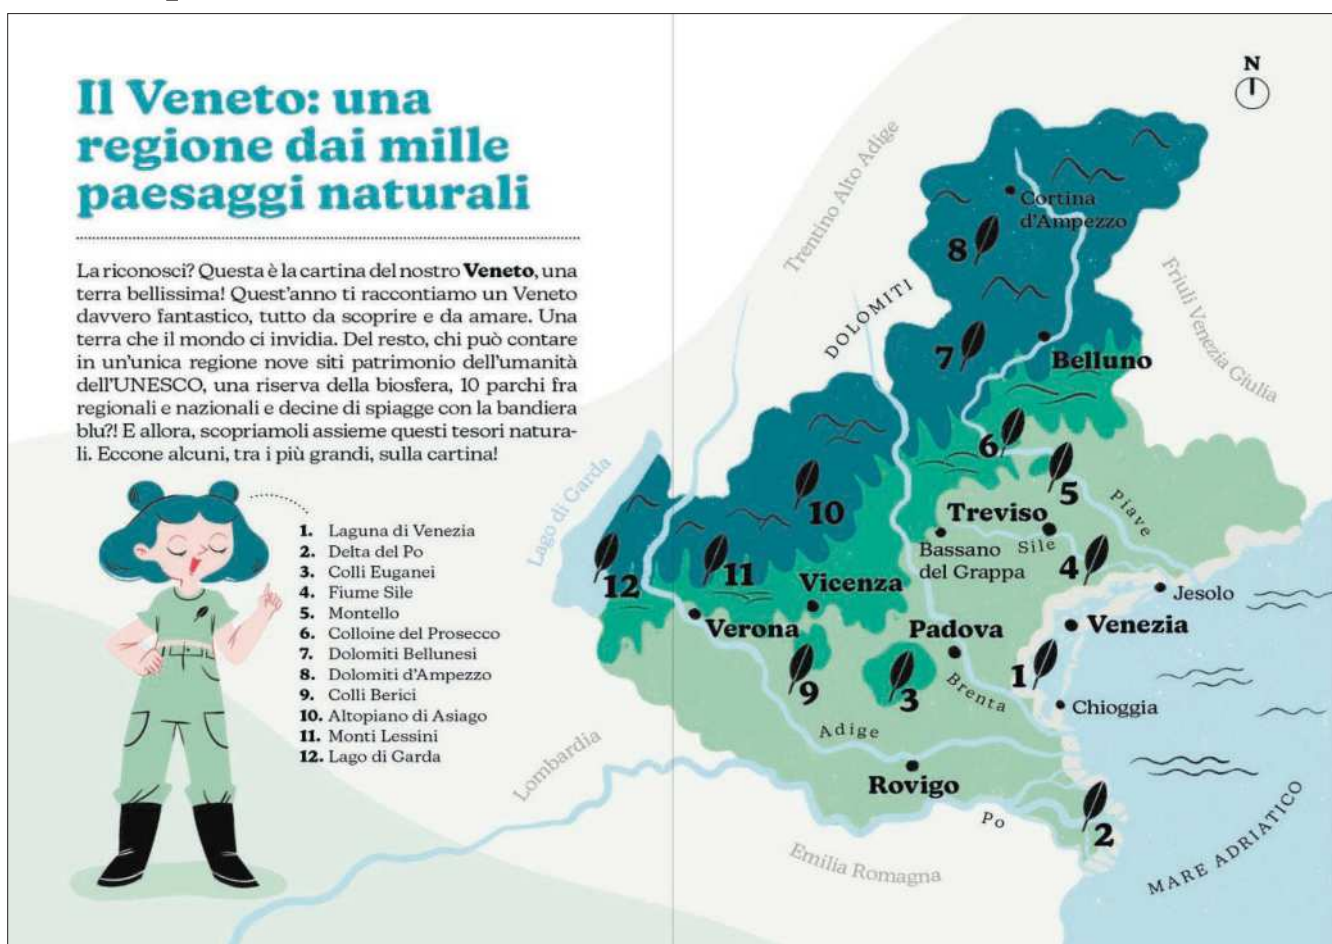 Il Veneto: una
regione dai mille
paesaggi naturali
La riconosci? Questa è la cartina del nostro Veneto, una
terra bellissima! Quest'anno ti raccontiamo un Veneto
davvero fantastico, tutto da scoprire e da amare. Una
terra che il mondo ci invidia. Del resto, chi può contare
in un'unica regione nove siti patrimonio dell'umanità
dell'UNESCO, una riserva della biosfera, 10 parchi fra
regionali e nazionali e decine di spiagge con la bandiera
blu?! E allora, scopriamoli assieme questi tesori natura-
li. Eccone alcuni, tra i più grandi, sulla cartina!
1. Laguna di Venezia
2. Delta del Po
3. Colli Euganei
4. Fiume Sile
5. Montello
6. Colloine del Prosecco
7. Dolomiti Bellunesi
8. Dolomiti d'Ampezzo
9. Colli Berici
10. Altopiano di Asiago
11. Monti Lessini
12. Lago di Garda
N
Trentino Alto Adige
Cortina
d'Ampezzo
8
Friuli Venezia Giulia
DOLOMITI
7
Belluno
6
5
Piave
Lago di Garda
10
Treviso
Bassano
del Grappa
Sile
4
12
11
Vicenza
Jesolo
Verona
Padova
Venezia
9
3
Brenta
1
Chioggia
Adige
Lombardia
Rovigo
Po
2
MARE ADRIATICO
Emilia Romagna